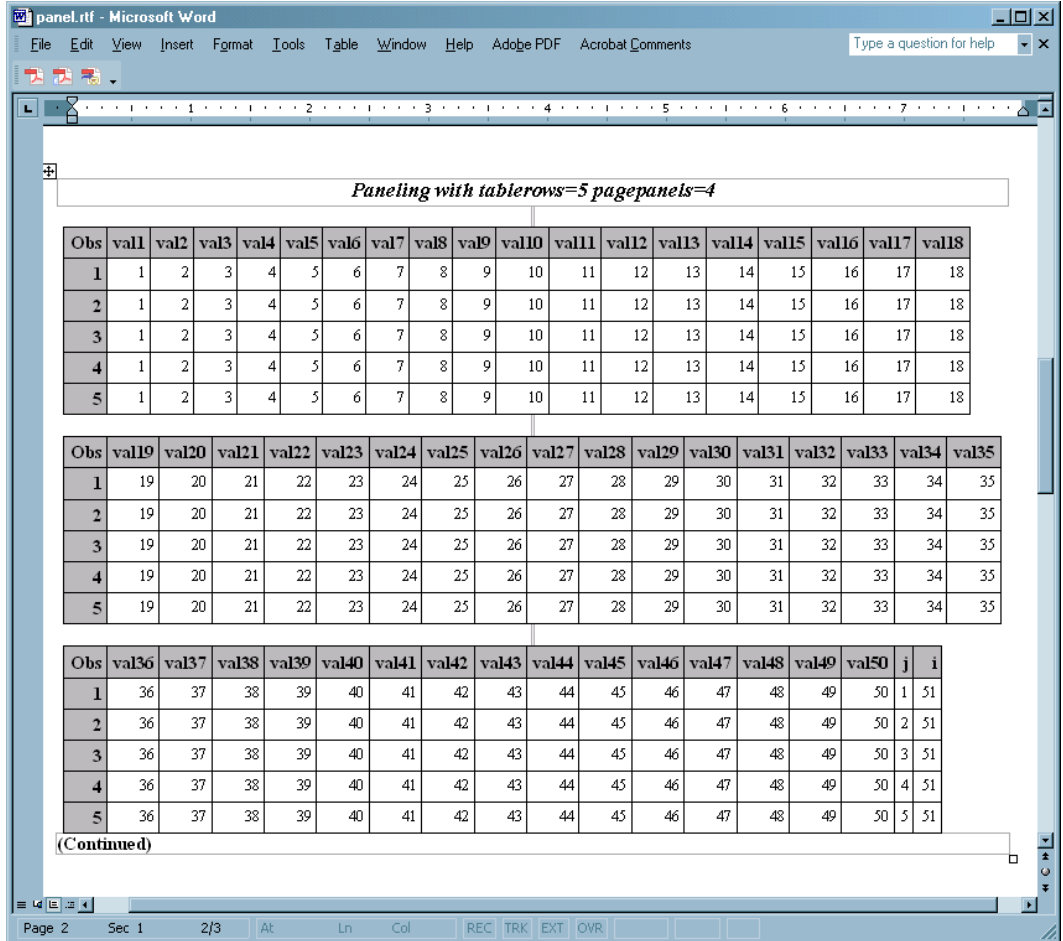 panel.rtf - Microsoft Word
File Edit View Insert Format Tools Table Window Help Adobe PDF Acrobat Comments Type a question for help
1 2 3 4 5 6 7
Paneling with tablerows=5 pagepanels=4
Obs val1 val2 val3 val4 val5 val6 val7 val8 val9 val10 val11 val12 val13 val14 val15 val16 val17 val18
1 1 2 3 4 5 6 7 8 9 10 11 12 13 14 15 16 17 18
2 1 2 3 4 5 6 7 8 9 10 11 12 13 14 15 16 17 18
3 1 2 3 4 5 6 7 8 9 10 11 12 13 14 15 16 17 18
4 1 2 3 4 5 6 7 8 9 10 11 12 13 14 15 16 17 18
5 1 2 3 4 5 6 7 8 9 10 11 12 13 14 15 16 17 18
Obs val19 val20 val21 val22 val23 val24 val25 val26 val27 val28 val29 val30 val31 val32 val33 val34 val35
1 19 20 21 22 23 24 25 26 27 28 29 30 31 32 33 34 35
2 19 20 21 22 23 24 25 26 27 28 29 30 31 32 33 34 35
3 19 20 21 22 23 24 25 26 27 28 29 30 31 32 33 34 35
4 19 20 21 22 23 24 25 26 27 28 29 30 31 32 33 34 35
5 19 20 21 22 23 24 25 26 27 28 29 30 31 32 33 34 35
Obs val36 val37 val38 val39 val40 val41 val42 val43 val44 val45 val46 val47 val48 val49 val50 j i
1 36 37 38 39 40 41 42 43 44 45 46 47 48 49 50 1 51
2 36 37 38 39 40 41 42 43 44 45 46 47 48 49 50 2 51
3 36 37 38 39 40 41 42 43 44 45 46 47 48 49 50 3 51
4 36 37 38 39 40 41 42 43 44 45 46 47 48 49 50 4 51
5 36 37 38 39 40 41 42 43 44 45 46 47 48 49 50 5 51
(Continued)
Page 2 Sec 1 2/3 At Ln Col REC TRK EXT OVR